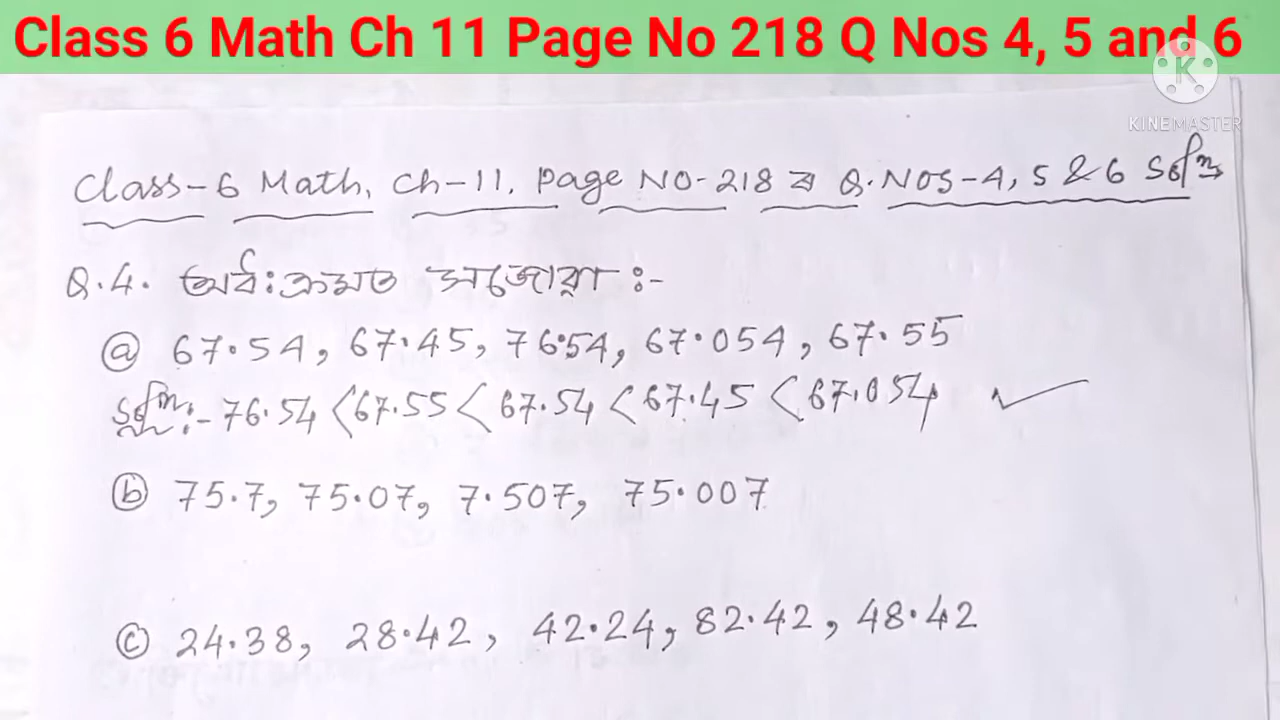 Class 6 Math Ch 11 Page No 218 Q Nos 4, 5 and 6
KINEMASTER
Class-6 Math, Ch-11, Page NO-218 ৰ Q.NOS-4, 5 & 6 Solⁿ
Q.4. অধঃক্ৰমত সজোৱা :-
ⓐ 67.54, 67.45, 76.54, 67.054, 67.55
Solⁿ:- 76.54 < 67.55 < 67.54 < 67.45 < 67.054 ✓
ⓑ 75.7, 75.07, 7.507, 75.007
ⓒ 24.38, 28.42, 42.24, 82.42, 48.42